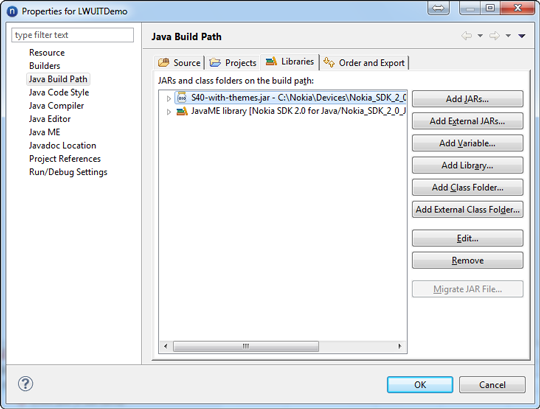 Properties for LWUITDemo
type filter text
Resource
Builders
Java Build Path
Java Code Style
Java Compiler
Java Editor
Java ME
Javadoc Location
Project References
Run/Debug Settings
Java Build Path
Source
Projects
Libraries
Order and Export
JARs and class folders on the build path:
S40-with-themes.jar - C:\Nokia\Devices\Nokia_SDK_2_0
JavaME library [Nokia SDK 2.0 for Java/Nokia_SDK_2_0_J
Add JARs...
Add External JARs...
Add Variable...
Add Library...
Add Class Folder...
Add External Class Folder...
Edit...
Remove
Migrate JAR File...
?
OK
Cancel